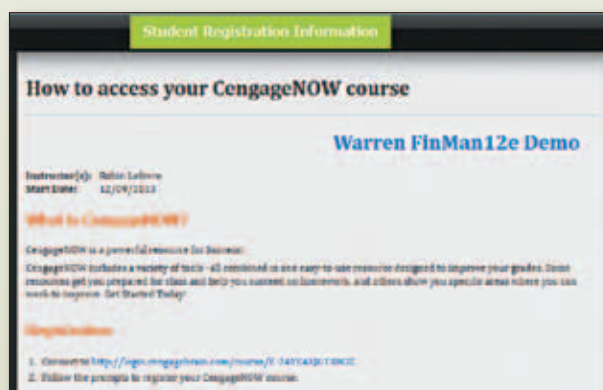 Student Registration Information
How to access your CengageNOW course
Warren FinMan12e Demo
Instructor(s): Robin Lefevre
Start Date: 12/09/2013
What is CengageNOW?
CengageNOW is a powerful resource for Success!
CengageNOW includes a variety of tools - all combined in one easy-to-use resource designed to improve your grades. Some
resources get you prepared for class and help you succeed on homework, and others show you specific areas where you can
work to improve. Get Started Today!
Registration
1. Connect to http://login.cengagebrain.com/course/
2. Follow the prompts to register your CengageNOW course.